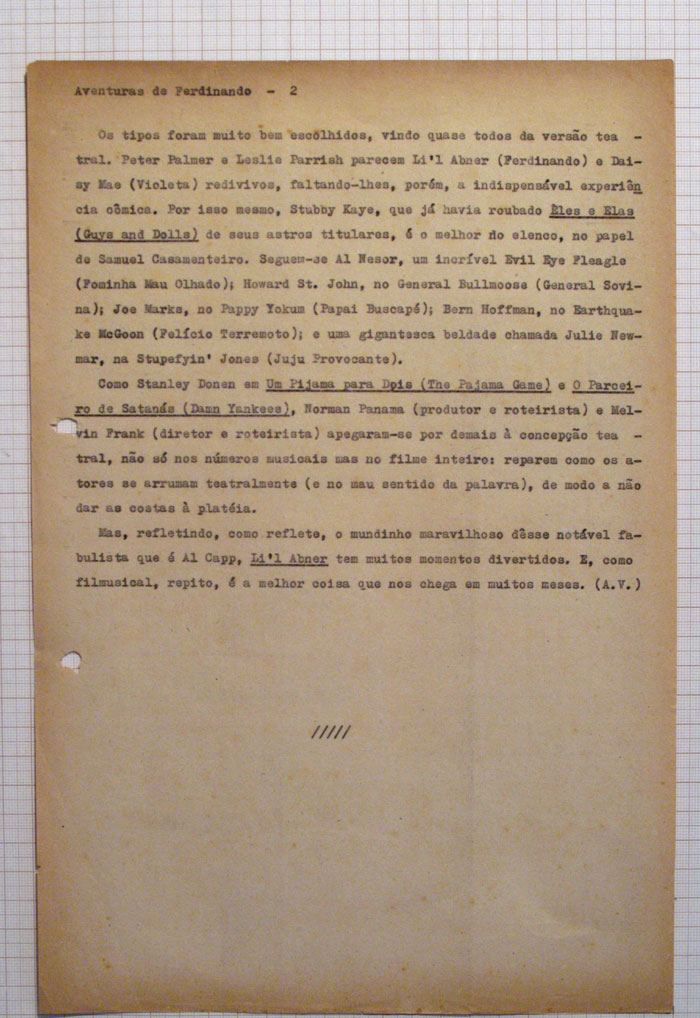 Aventuras de Ferdinando - 2
Os tipos foram muito bem escolhidos, vindo quase todos da versão tea -
tral. Peter Palmer e Leslie Parrish parecem Li'l Abner (Ferdinando) e Dai-
sy Mae (Violeta) redivivos, faltando-lhes, porém, a indispensável experiên
cia cômica. Por isso mesmo, Stubby Kaye, que já havia roubado Êles e Elas
(Guys and Dolls) de seus astros titulares, é o melhor do elenco, no papel
de Samuel Casamenteiro. Seguem-se Al Nesor, um incrível Evil Eye Fleagle
(Fominha Mau Olhado); Howard St. John, no General Bullmoose (General Sovi-
na); Joe Marks, no Pappy Yokum (Papai Buscapé); Bern Hoffman, no Earthqua-
ke McGoon (Felício Terremoto); e uma gigantesca beldade chamada Julie New-
mar, na Stupefyin' Jones (Juju Provocante).
Como Stanley Donen em Um Pijama para Dois (The Pajama Game) e O Parcei-
ro de Satanás (Damn Yankees), Norman Panama (produtor e roteirista) e Mel-
vin Frank (diretor e roteirista) apegaram-se por demais à concepção tea -
tral, não só nos números musicais mas no filme inteiro: reparem como os a-
tores se arrumam teatralmente (e no mau sentido da palavra), de modo a não
dar as costas à platéia.
Mas, refletindo, como reflete, o mundinho maravilhoso dêsse notável fa-
bulista que é Al Capp, Li'l Abner tem muitos momentos divertidos. E, como
filmusical, repito, é a melhor coisa que nos chega em muitos meses. (A.V.)
/////